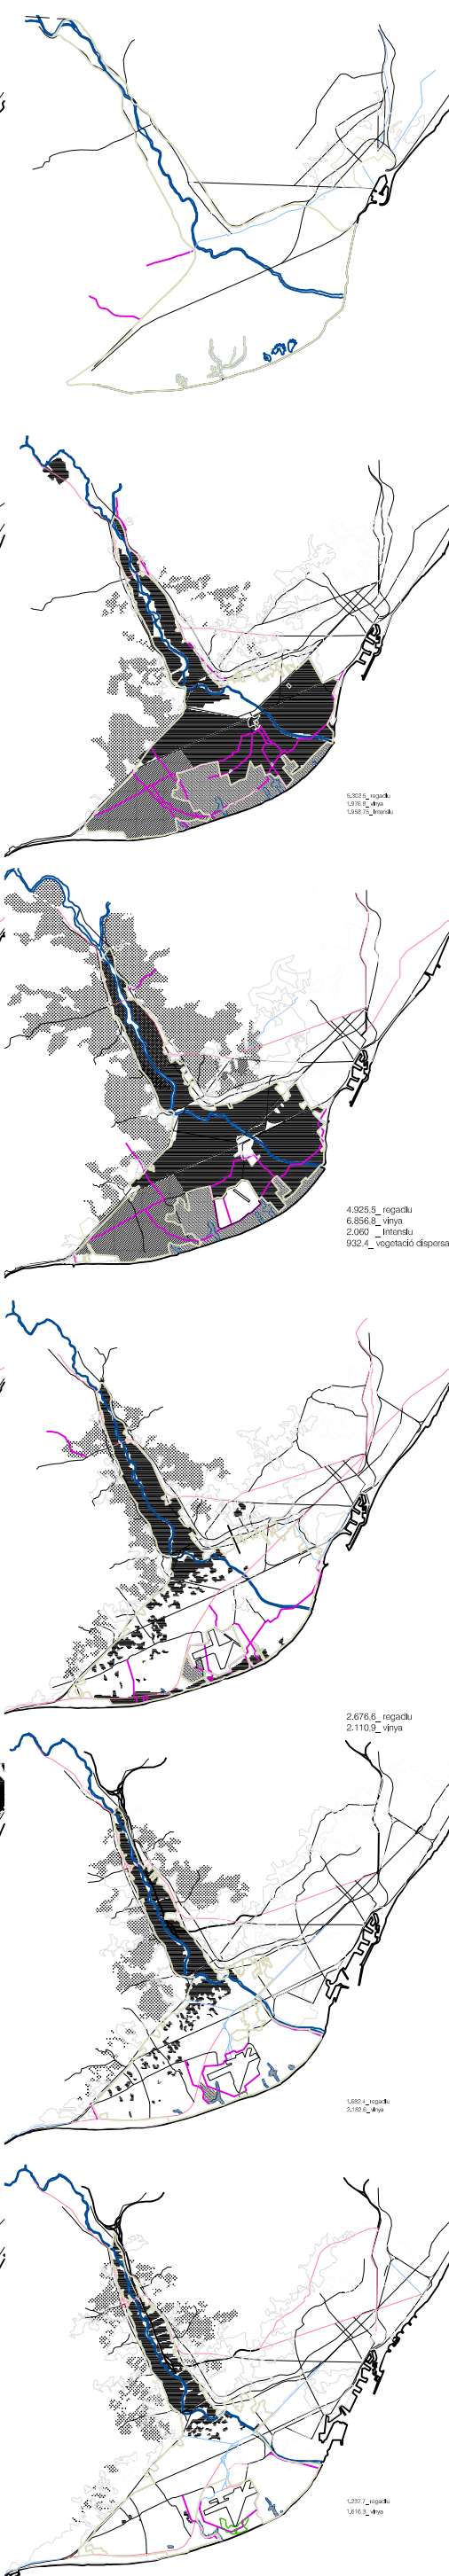 5.302,5_ regadiu
1.976,8_ vinya
1.958,75_ Intensiu
4.925,5_ regadiu
6.856,8_ vinya
2.060 _ Intensiu
932,4_ vegetació dispersa
2.676,6_ regadiu
2.110,9_ vinya
1.682,4_ regadiu
2.182,6_ vinya
1.237,7_ regadiu
1.616,3_ vinya